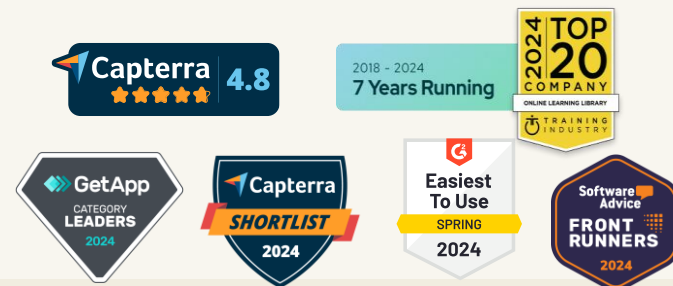 Capterra
4.8
2018 - 2024
7 Years Running
2024
TOP
20
COMPANY
ONLINE LEARNING LIBRARY
TRAINING
INDUSTRY
GetApp
CATEGORY
LEADERS
2024
Capterra
SHORTLIST
2024
G2
Easiest
To Use
SPRING
2024
Software
Advice
FRONT
RUNNERS
2024